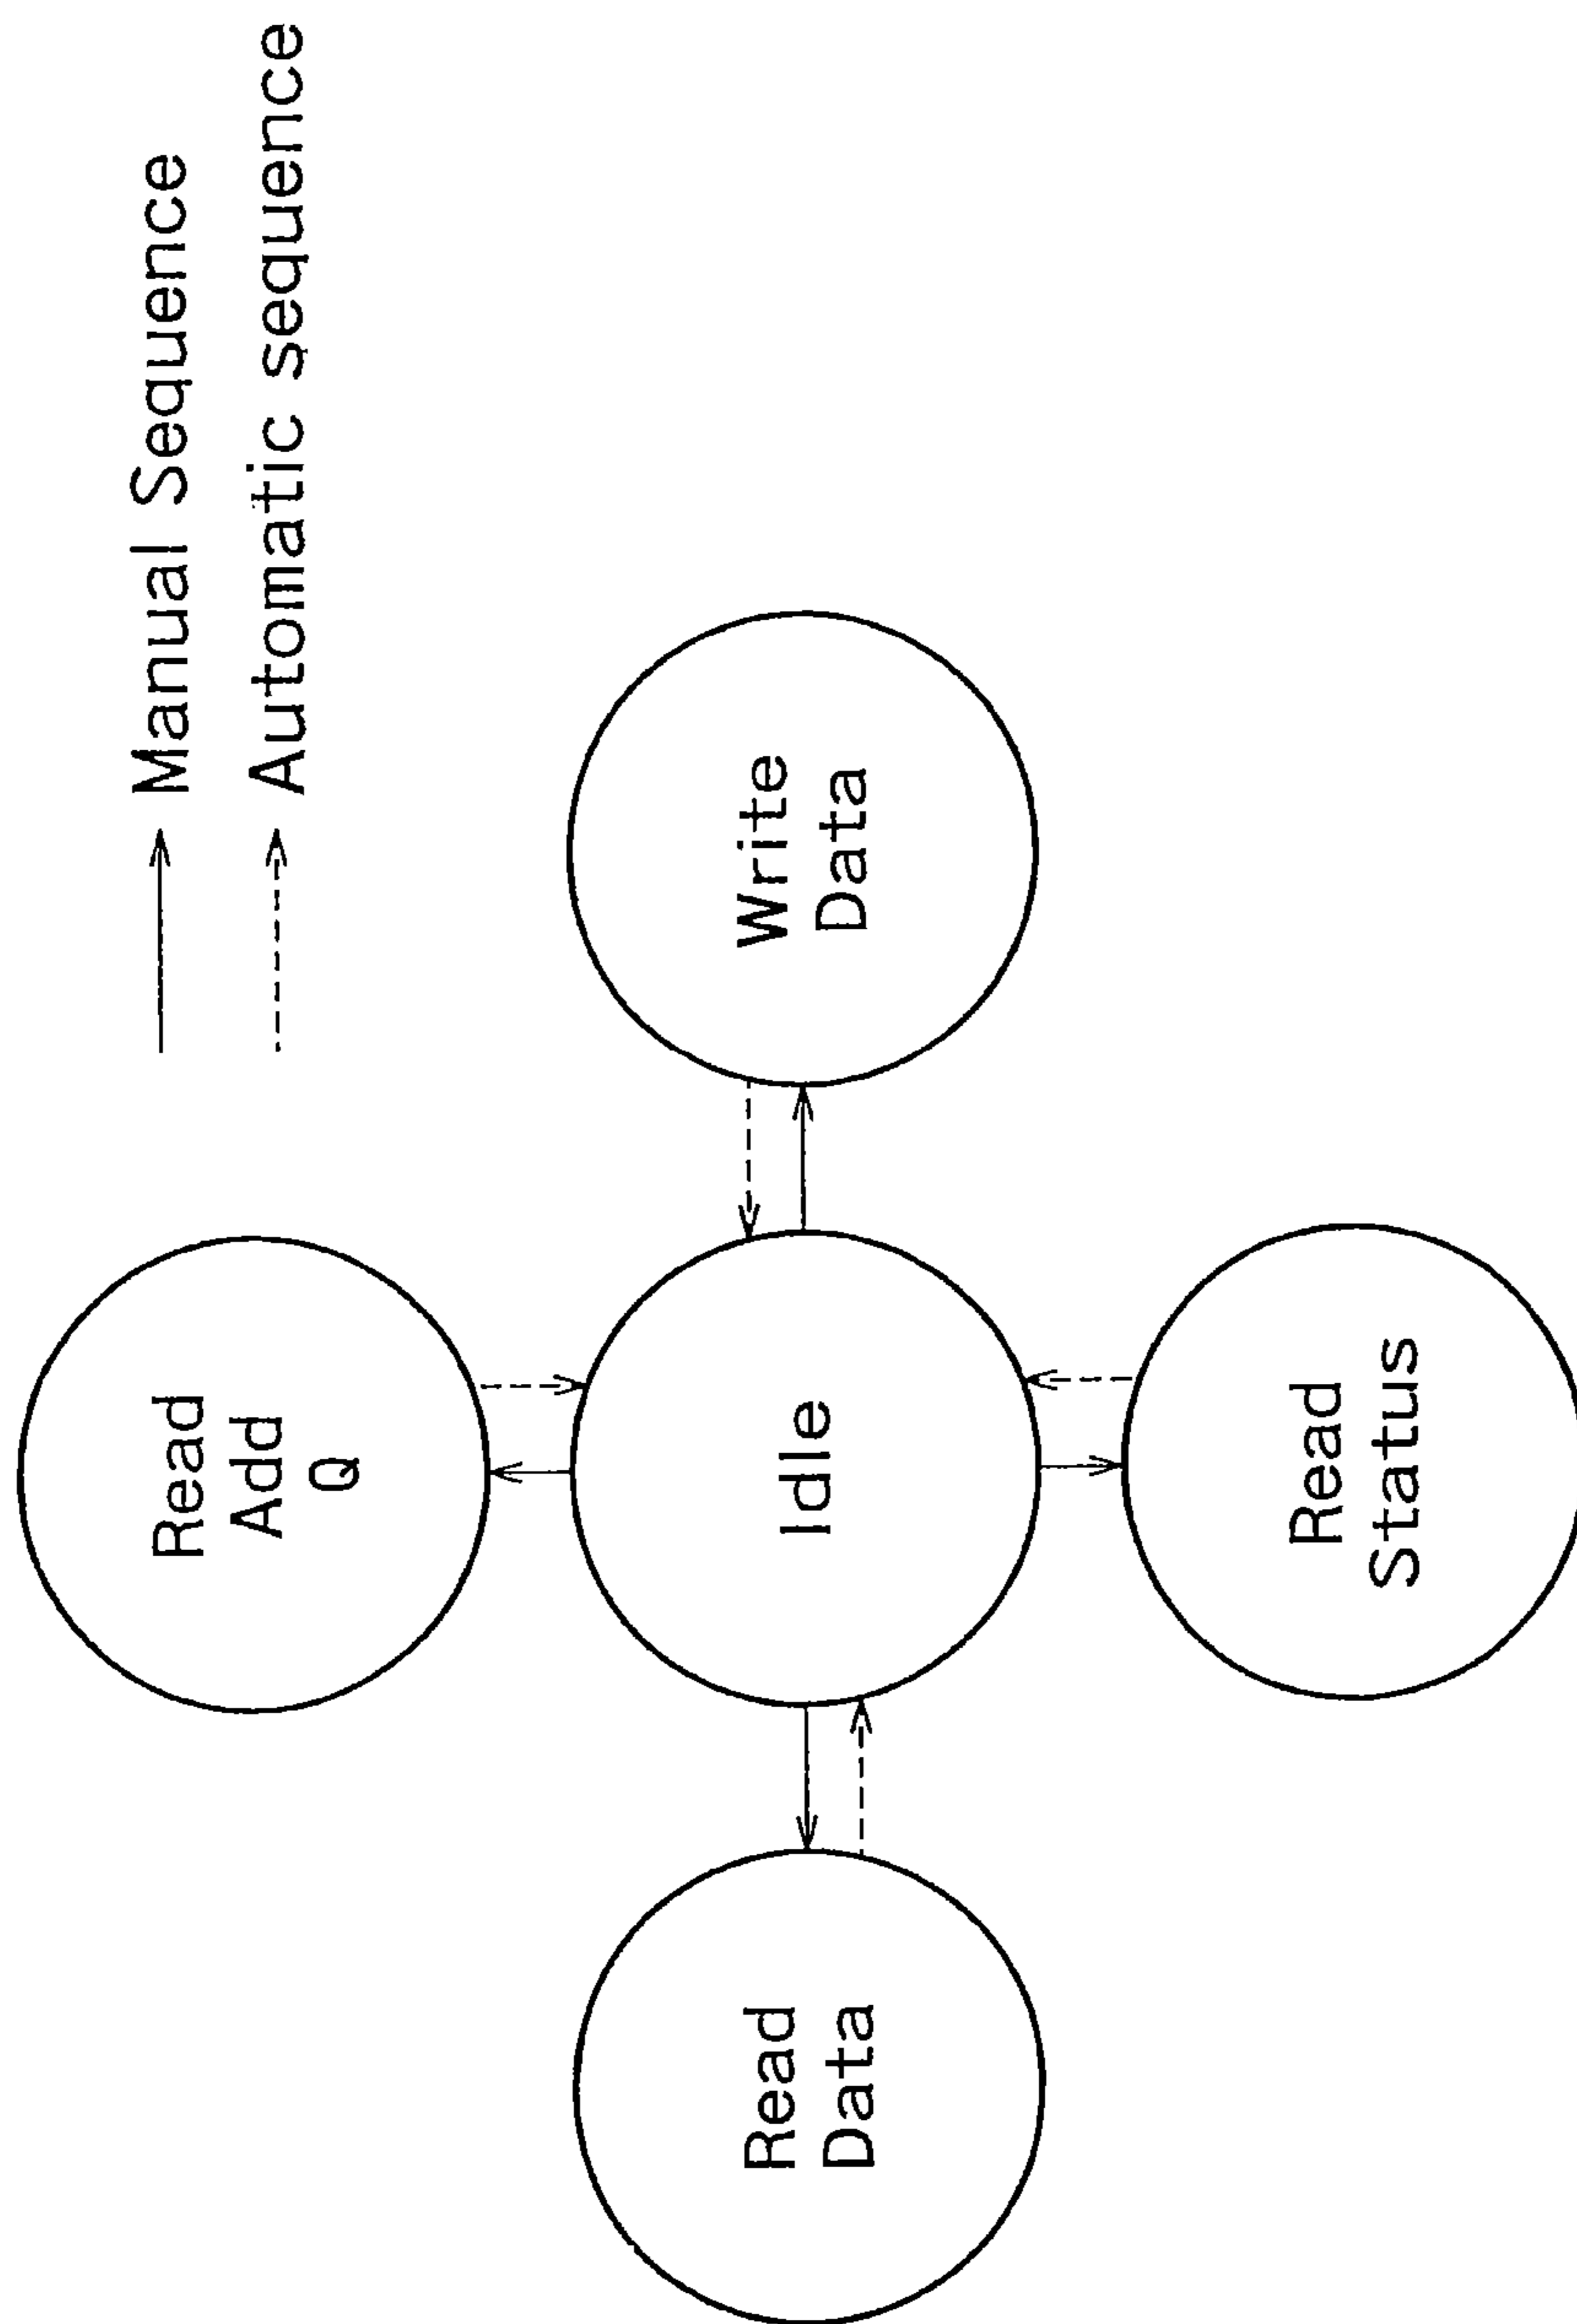 Manual Sequence
Automatic sequence
Read
Add
Q
Read
Data
Idle
Write
Data
Read
Status